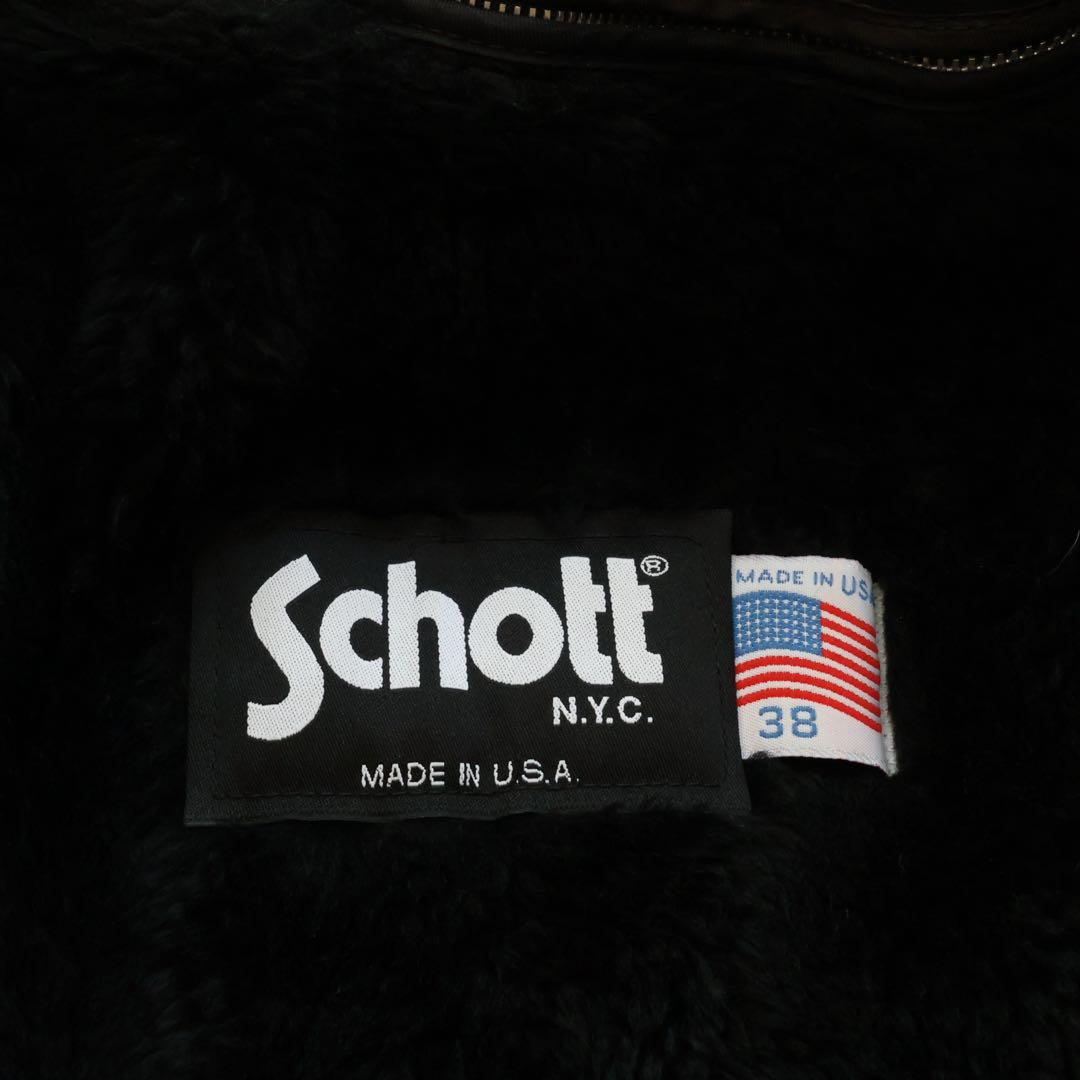 Schott®
N.Y.C.
MADE IN U.S.A.
MADE IN USA
38